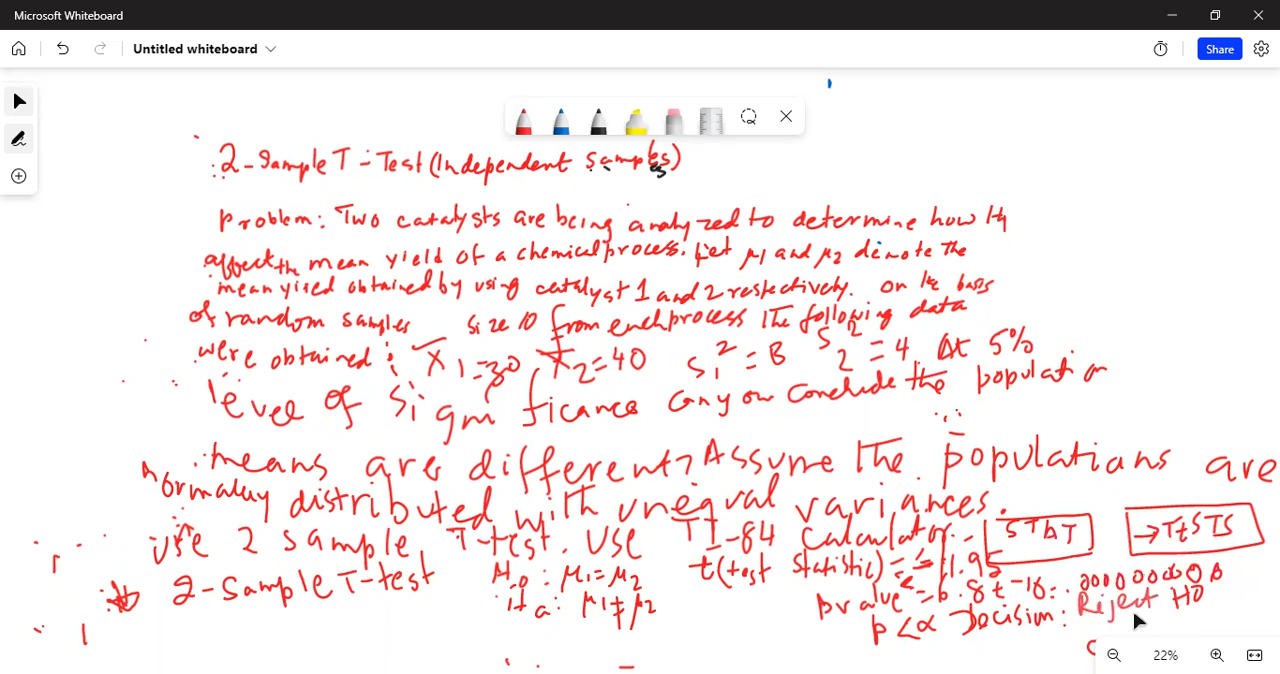 Microsoft Whiteboard
Untitled whiteboard
Share
2-Sample T-Test (Independent samples)
Problem: Two catalysts are being analyzed to determine how
affect the mean yield of a chemical process. Let μ1 and μ2 denote the
mean yield obtained by using catalyst 1 and 2 respectively. on the basis
of random samples size 10 from each process the following data
were obtained: X̄1=30 X̄2=40 S1²= S2²=4. At 5%
level of significance can you conclude the population
means are different? Assume the populations are
normally distributed with unequal variances.
Use 2 sample T-test. Use TI-84 Calculator. STAT →TESTS
2-Sample T-test
μ1=μ2
a: μ1≠μ2
t(test statistic) =
p value =
p<α Decision: Reject H0
22%